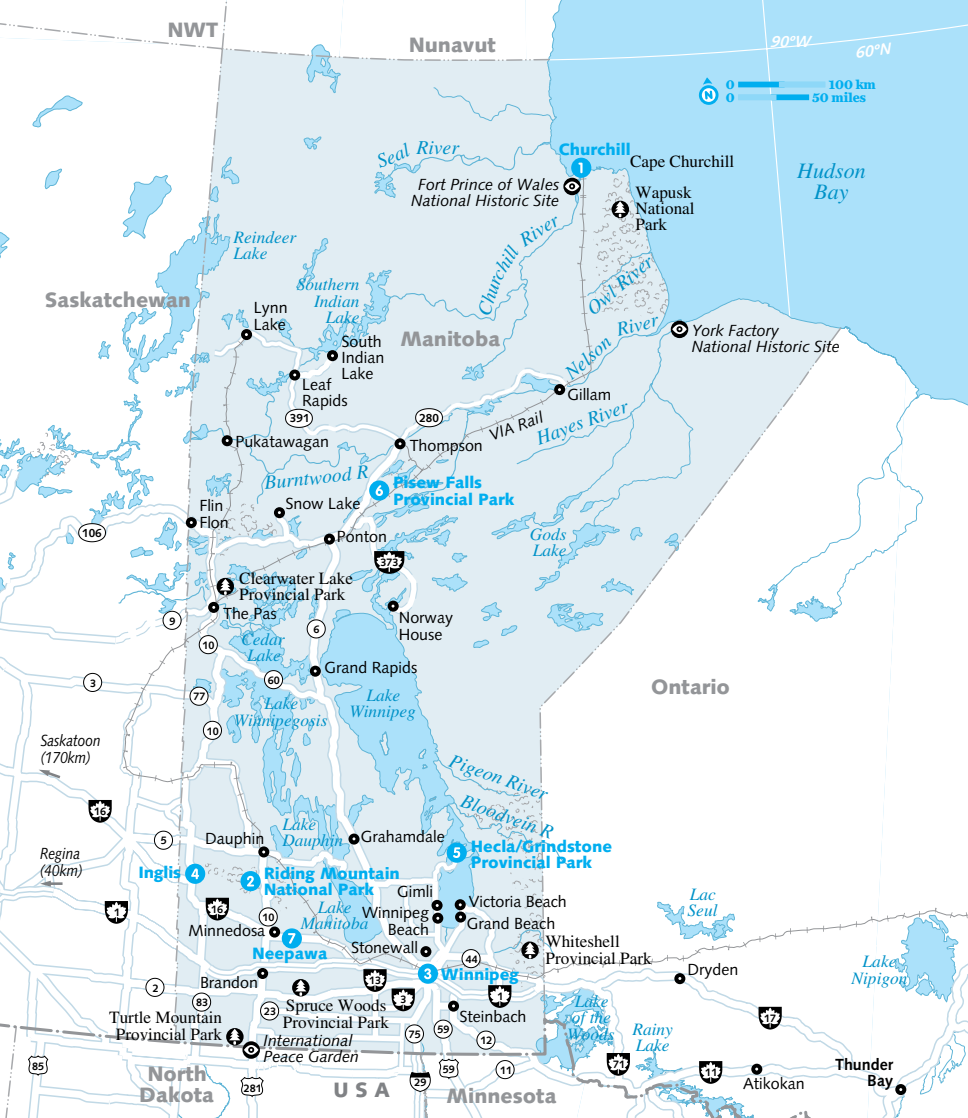 NWT
Nunavut
90°W
60°N
0
100 km
N
0
50 miles
Churchill
1
Cape Churchill
Seal River
Hudson
Bay
Fort Prince of Wales
National Historic Site
Wapusk
National
Park
Reindeer
Lake
Churchill River
Owl River
Saskatchewan
Southern
Indian
Lake
Lynn
Lake
Manitoba
Nelson River
York Factory
National Historic Site
South
Indian
Lake
Leaf
Rapids
Gillam
391
280
VIA Rail
Hayes River
Pukatawagan
Thompson
Burntwood R
6
Pisew Falls
Provincial Park
Flin
Flon
Snow Lake
106
Ponton
Gods
Lake
373
Clearwater Lake
Provincial Park
The Pas
9
Norway
House
10
Cedar
Lake
6
Grand Rapids
3
60
77
Ontario
Lake
Winnipegosis
Lake
Winnipeg
10
Saskatoon
(170km)
Pigeon River
16
Bloodvein R
5
Dauphin
Lake
Dauphin
Grahamdale
5
Hecla/Grindstone
Provincial Park
Regina
(40km)
Inglis
4
2
Riding Mountain
National Park
1
16
10
Gimli
Victoria Beach
Lake
Manitoba
Winnipeg
Beach
Grand Beach
Lac
Seul
Minnedosa
7
Neepawa
Stonewall
44
Whiteshell
Provincial Park
Brandon
3
Winnipeg
Dryden
Lake
Nipigon
2
83
13
3
1
23
Spruce Woods
Provincial Park
Steinbach
Lake
of the
Woods
17
Turtle Mountain
Provincial Park
International
Peace Garden
75
59
12
Rainy
Lake
85
North
Dakota
281
USA
29
59
11
Minnesota
71
11
Atikokan
Thunder
Bay